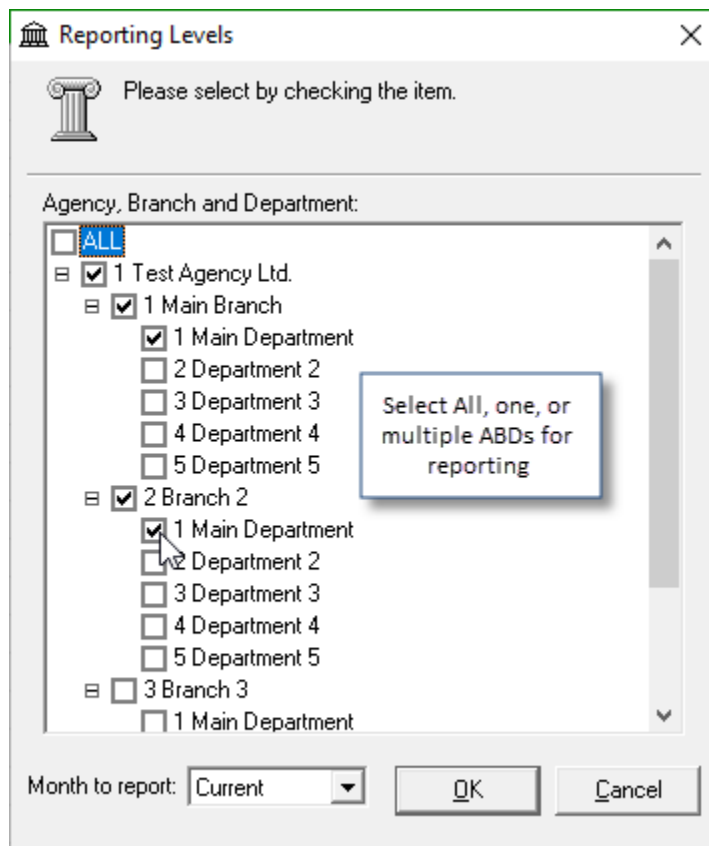 Reporting Levels
Please select by checking the item.
Agency, Branch and Department:
ALL
1 Test Agency Ltd.
1 Main Branch
1 Main Department
2 Department 2
3 Department 3
4 Department 4
5 Department 5
Select All, one, or
multiple ABDs for
reporting
2 Branch 2
1 Main Department
2 Department 2
3 Department 3
4 Department 4
5 Department 5
3 Branch 3
1 Main Department
Month to report: Current
OK
Cancel